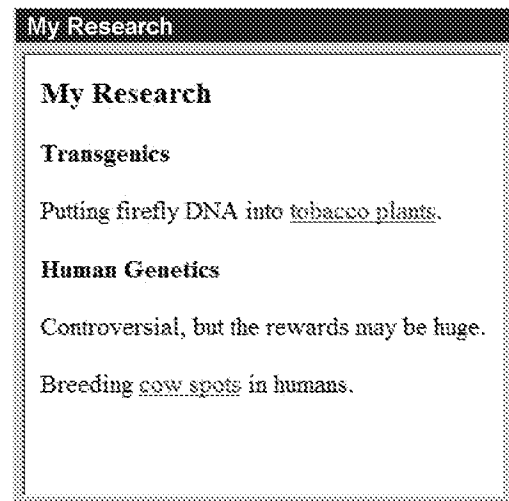 My Research
My Research
Transgenics
Putting firefly DNA into tobacco plants.
Human Genetics
Controversial, but the rewards may be huge.
Breeding cow spots in humans.